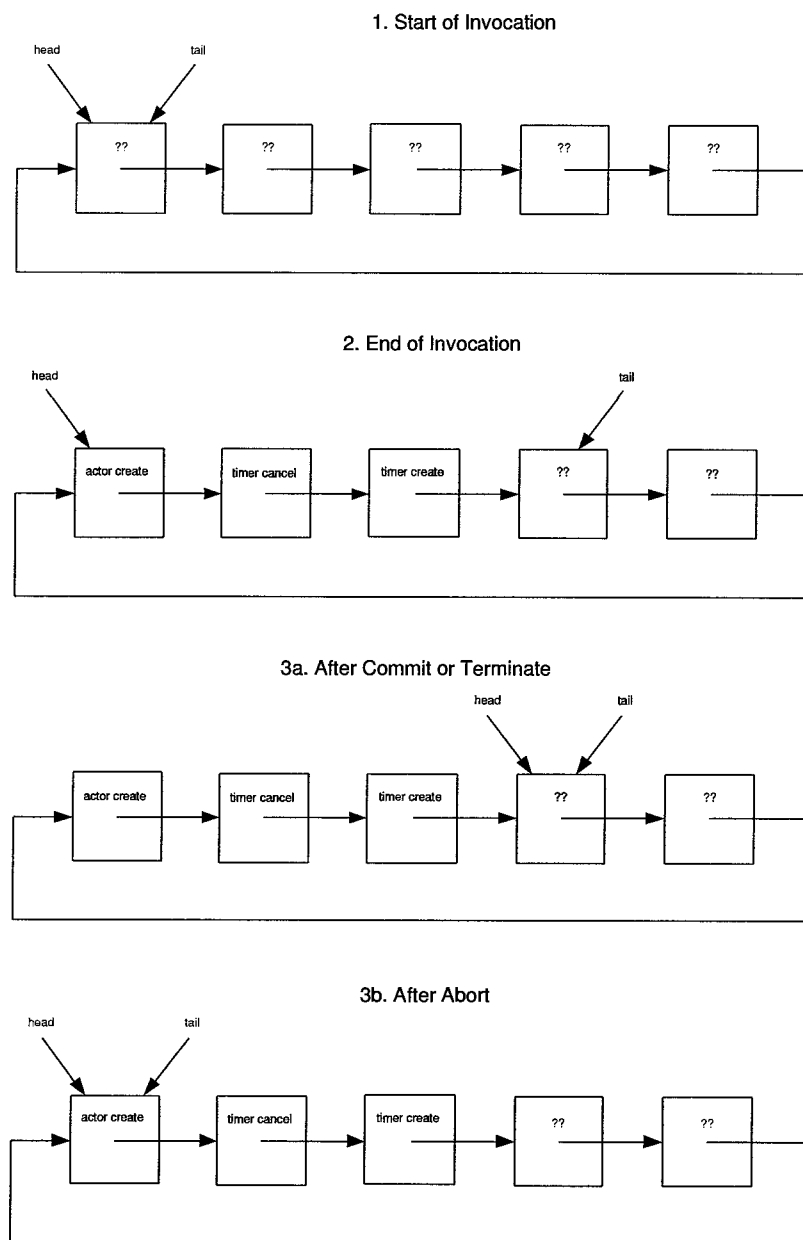 1. Start of Invocation
head tail
?? ?? ?? ?? ??
2. End of Invocation
head tail
actor create timer cancel timer create ?? ??
3a. After Commit or Terminate
head tail
actor create timer cancel timer create ?? ??
3b. After Abort
head tail
actor create timer cancel timer create ?? ??